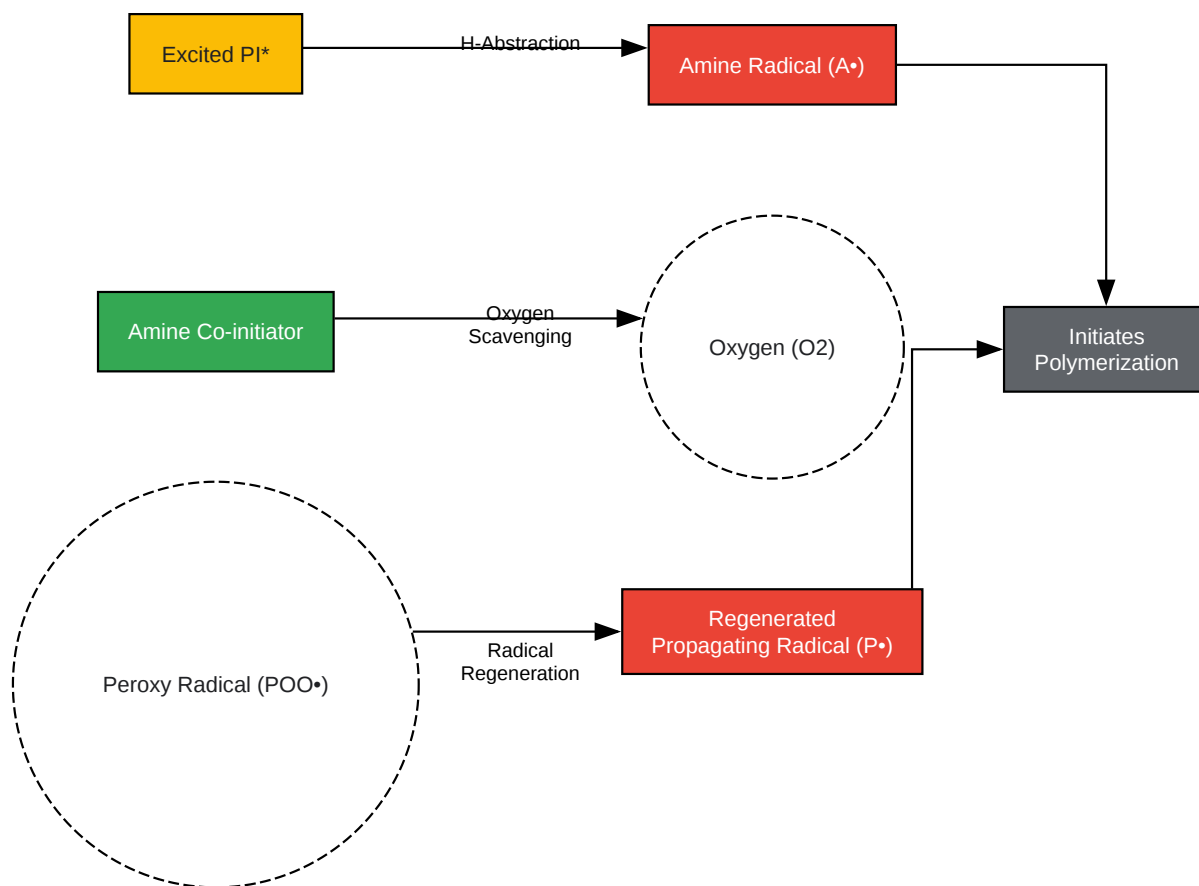 Excited PI*
H-Abstraction
Amine Radical (A•)
Amine Co-initiator
Oxygen
Scavenging
Oxygen (O2)
Initiates
Polymerization
Peroxy Radical (POO•)
Radical
Regeneration
Regenerated
Propagating Radical (P•)